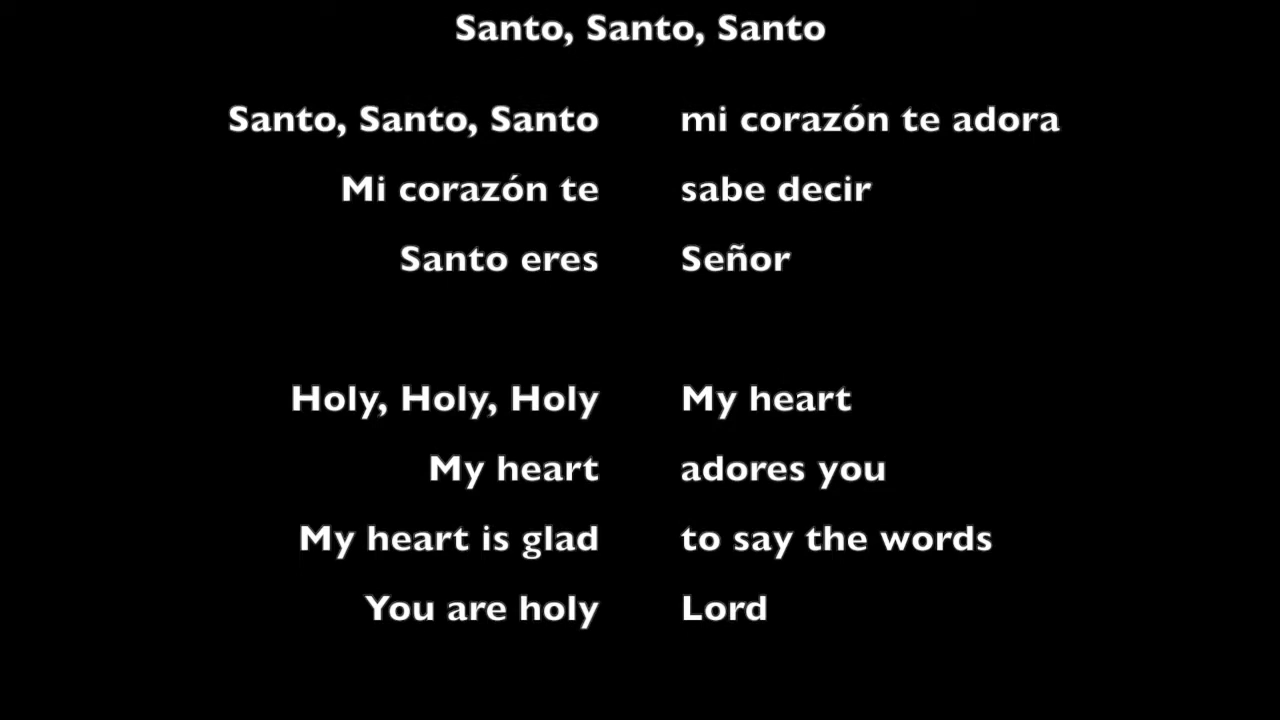 Santo, Santo, Santo
Santo, Santo, Santo mi corazón te adora
Mi corazón te sabe decir
Santo eres Señor
Holy, Holy, Holy My heart
My heart adores you
My heart is glad to say the words
You are holy Lord